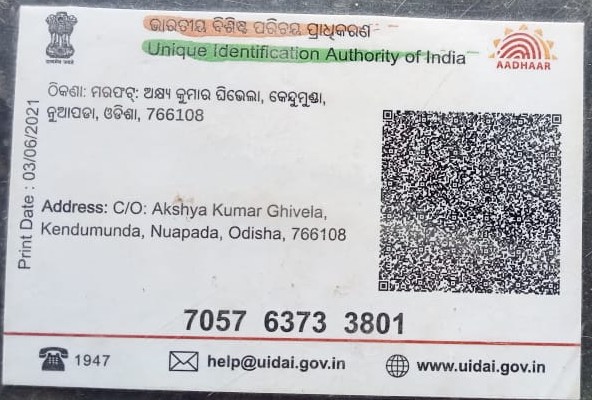 ଭାରତୀୟ ବିଶିଷ୍ଟ ପରିଚୟ ପ୍ରାଧିକରଣ
Unique Identification Authority of India
AADHAAR
ଠିକଣା: ମରଫତ୍: ଅକ୍ଷୟ କୁମାର ଘିଭେଲା, କେନ୍ଦୁମୁଣ୍ଡା,
ନୁଆପଡା, ଓଡିଶା, 766108
Print Date : 03/06/2021
Address: C/O: Akshya Kumar Ghivela,
Kendumunda, Nuapada, Odisha, 766108
7057 6373 3801
1947 help@uidai.gov.in www.uidai.gov.in